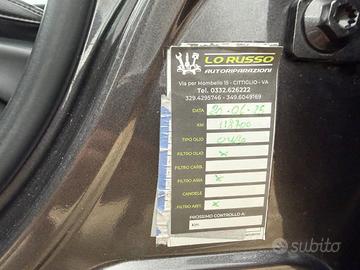 LO RUSSO
AUTORIPARAZIONI
Via per Mombello 15 - CITTIGLIO - VA
Tel. 0332.626222
329.4295746 - 349.6049169
DATA
KM 118700
TIPO OLIO
FILTRO OLIO x
FILTRO CARB.
FILTRO ARIA x
CANDELE
FILTRO ABIT. x
PROSSIMO CONTROLLO A:
KM
subito